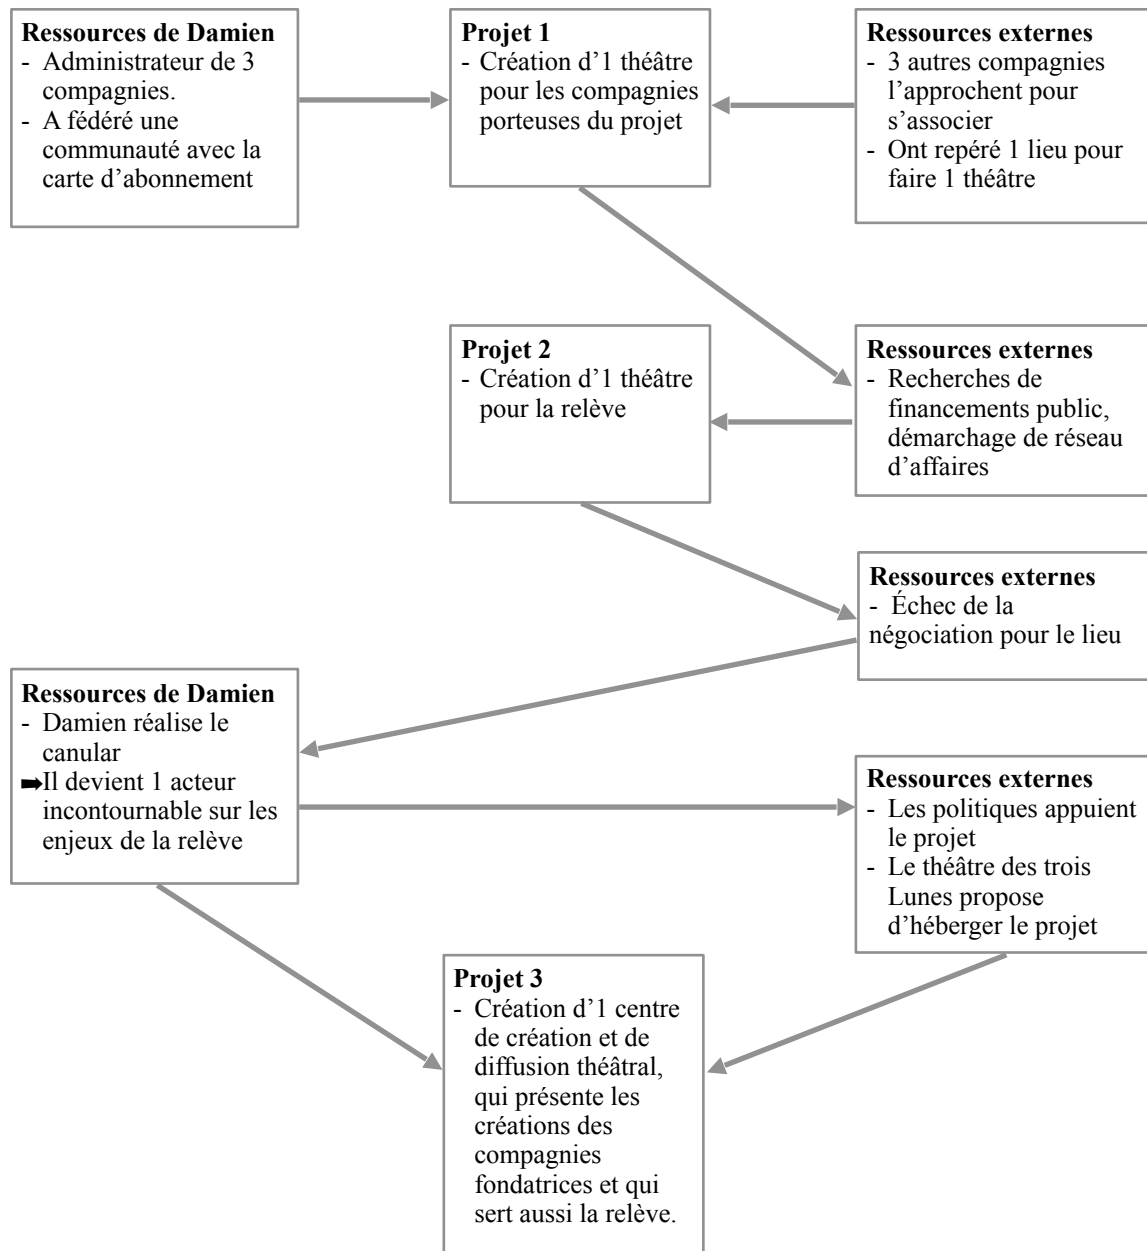 Ressources de Damien
- Administrateur de 3
compagnies.
- A fédéré une
communauté avec la
carte d'abonnement
Projet 1
- Création d'1 théâtre
pour les compagnies
porteuses du projet
Ressources externes
- 3 autres compagnies
l'approchent pour
s'associer
- Ont repéré 1 lieu pour
faire 1 théâtre
Projet 2
- Création d'1 théâtre
pour la relève
Ressources externes
- Recherches de
financements public,
démarchage de réseau
d'affaires
Ressources externes
- Échec de la
négociation pour le lieu
Ressources de Damien
- Damien réalise le
canular
➡Il devient 1 acteur
incontournable sur les
enjeux de la relève
Ressources externes
- Les politiques appuient
le projet
- Le théâtre des trois
Lunes propose
d'héberger le projet
Projet 3
- Création d'1 centre
de création et de
diffusion théâtral,
qui présente les
créations des
compagnies
fondatrices et qui
sert aussi la relève.